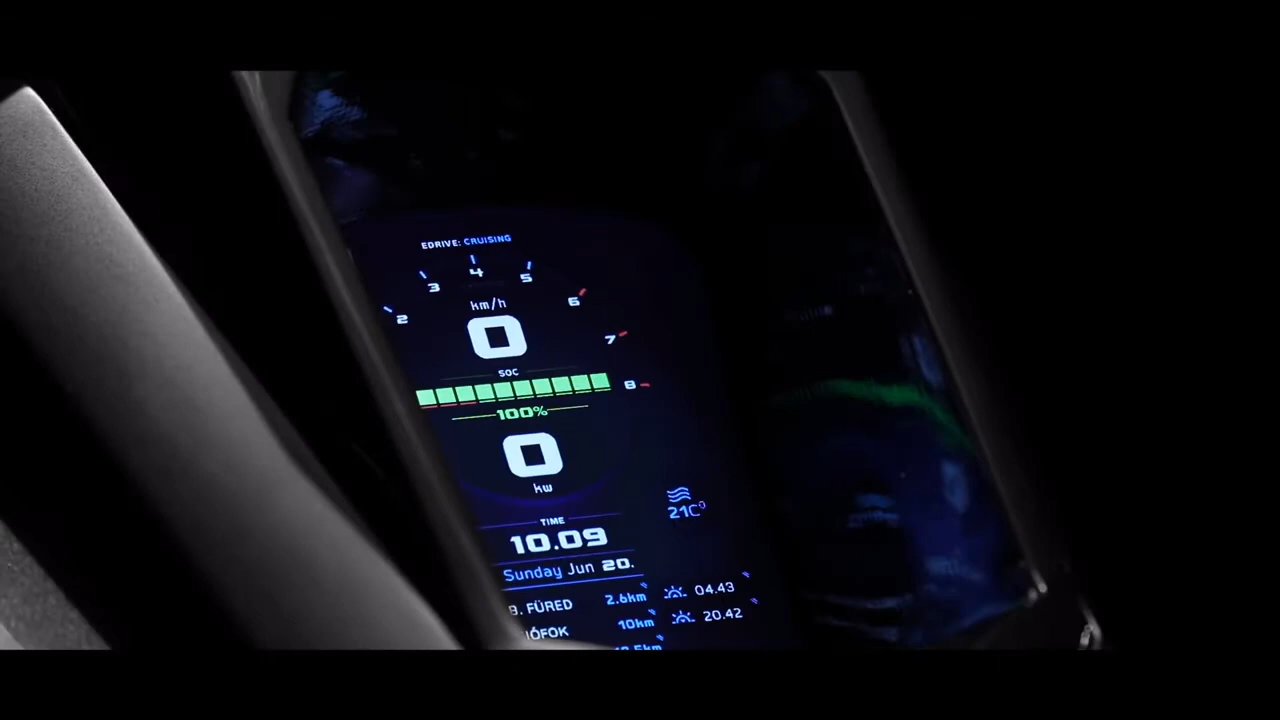 EDRIVE: CRUISING
2 3 4 5 6 7 8
km/h
0
SOC
100%
0
kw
21C°
TIME
10.09
Sunday Jun 20.
B. FÜRED 2.6km
04.43
IÓFOK 10km
20.42